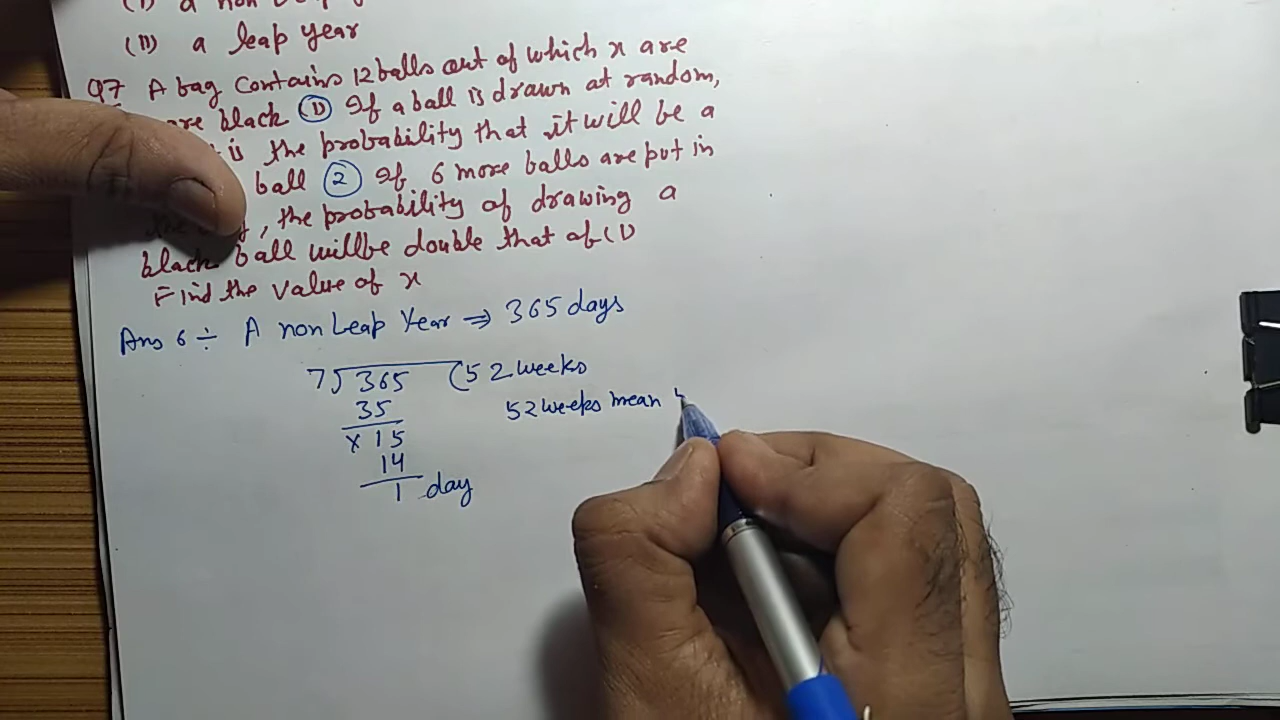 (I) a non leap
(II) a leap year
Q7 A bag contains 12 balls out of which x are
are black (1) If a ball is drawn at random,
is the probability that it will be a
ball (2) If 6 more balls are put in
, the probability of drawing a
black ball will be double that of (1)
Find the value of x
Ans 6 ÷ A non Leap Year ⇒ 365 days
7) 365 (52 weeks
35
52 weeks mean
x 15
14
1 day